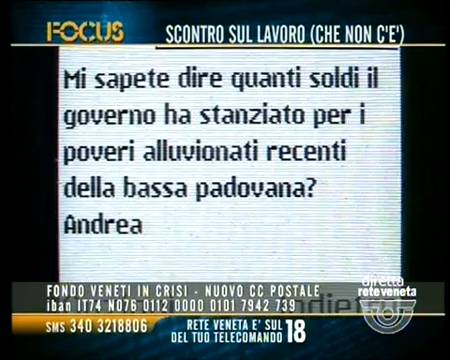 FOCUS
SCONTRO SUL LAVORO (CHE NON C'E')
Mi sapete dire quanti soldi il
governo ha stanziato per i
poveri alluvionati recenti
della bassa padovana?
Andrea
diretta
reteveneta
FONDO VENETI IN CRISI - NUOVO CC POSTALE
iban IT74 N076 0112 0000 0101 7942 739
SMS 340 3218806
RETE VENETA E' SUL
DEL TUO TELECOMANDO 18